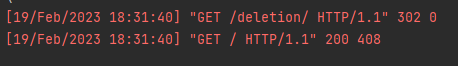 [19/Feb/2023 18:31:40] "GET /deletion/ HTTP/1.1" 302 0
[19/Feb/2023 18:31:40] "GET / HTTP/1.1" 200 408